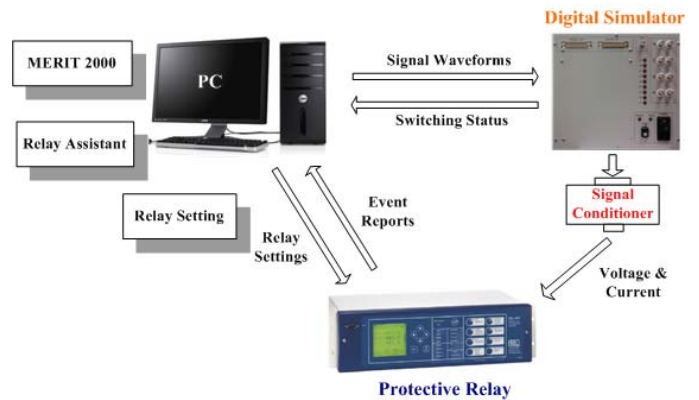 Digital Simulator
MERIT 2000
PC
Signal Waveforms
Relay Assistant
Switching Status
Relay Setting
Relay
Settings
Event
Reports
Signal
Conditioner
Voltage &
Current
Protective Relay